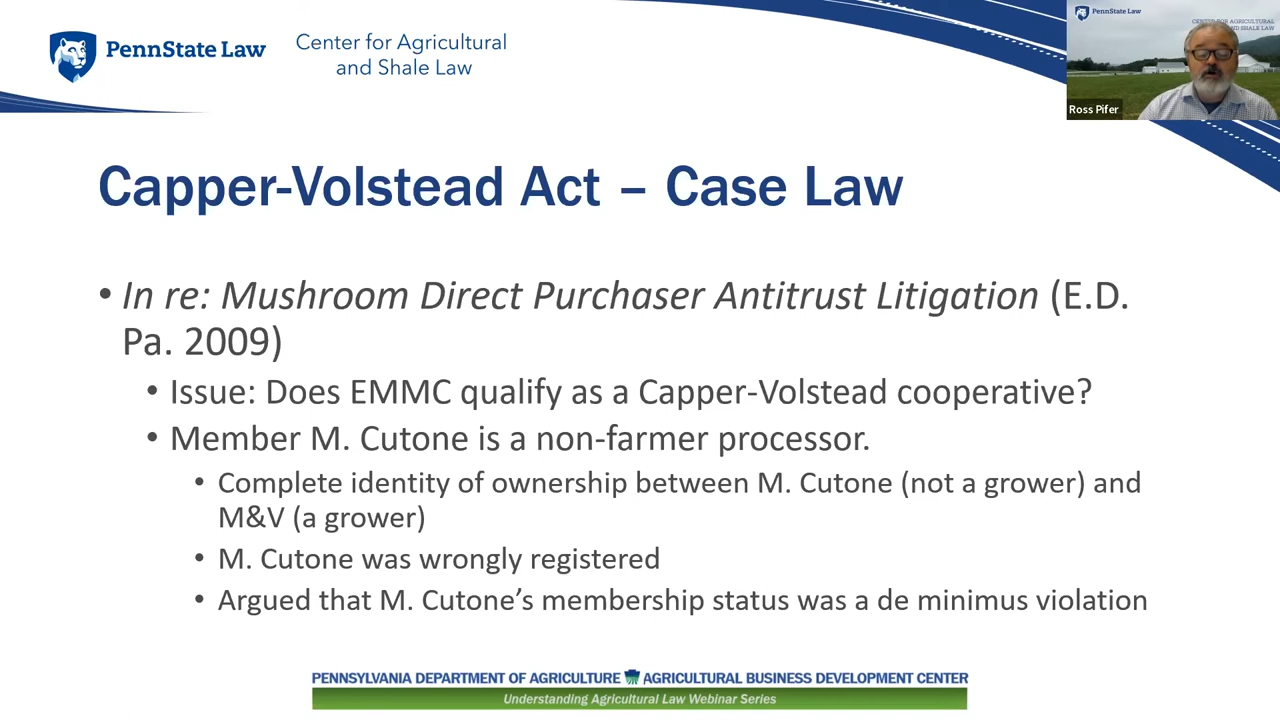 PennState Law
Center for Agricultural
and Shale Law
PennState Law
CENTER FOR AGRICULTURAL
AND SHALE LAW
Ross Pifer
Capper-Volstead Act – Case Law
• In re: Mushroom Direct Purchaser Antitrust Litigation (E.D.
Pa. 2009)
• Issue: Does EMMC qualify as a Capper-Volstead cooperative?
• Member M. Cutone is a non-farmer processor.
• Complete identity of ownership between M. Cutone (not a grower) and
M&V (a grower)
• M. Cutone was wrongly registered
• Argued that M. Cutone’s membership status was a de minimus violation
PENNSYLVANIA DEPARTMENT OF AGRICULTURE AGRICULTURAL BUSINESS DEVELOPMENT CENTER
Understanding Agricultural Law Webinar Series